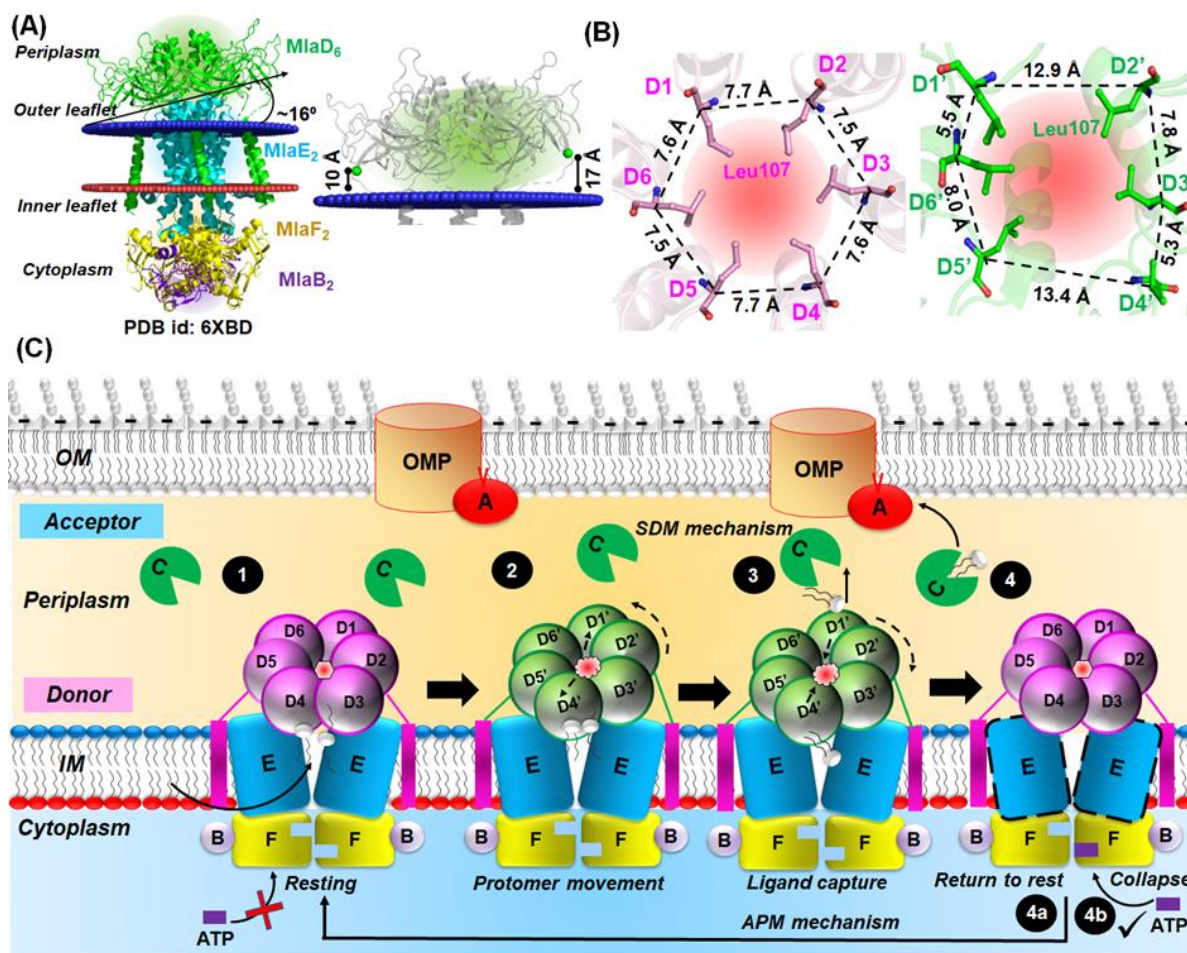 (A)
Periplasm
MlaD6
Outer leaflet
~16º
MlaE2
Inner leaflet
MlaF2
Cytoplasm
MlaB2
PDB id: 6XBD
10 Å
17 Å
(B)
D1
7.7 Å
D2
7.6 Å
7.5 Å
Leu107
D6
D3
7.5 Å
7.6 Å
D5
7.7 Å
D4
D1’
12.9 Å
D2’
5.5 Å
Leu107
7.8 Å
D6’
D3
8.0 Å
5.3 Å
D5’
13.4 Å
D4’
(C)
OM
OMP
A
OMP
A
Acceptor
SDM mechanism
C
1
C
2
C
3
C
C
4
Periplasm
D6
D1
D5
D2
D4
D3
D6’
D1’
D2’
D5’
D3’
D4’
D6’
D1’
D2’
D5’
D3’
D4’
D6
D1
D5
D2
D4
D3
Donor
IM
E
E
E
E
E
E
E
E
Cytoplasm
B
F
F
B
B
F
F
B
B
F
F
B
B
F
F
B
Resting
Protomer movement
Ligand capture
Return to rest
Collapse
ATP
APM mechanism
4a
4b
ATP